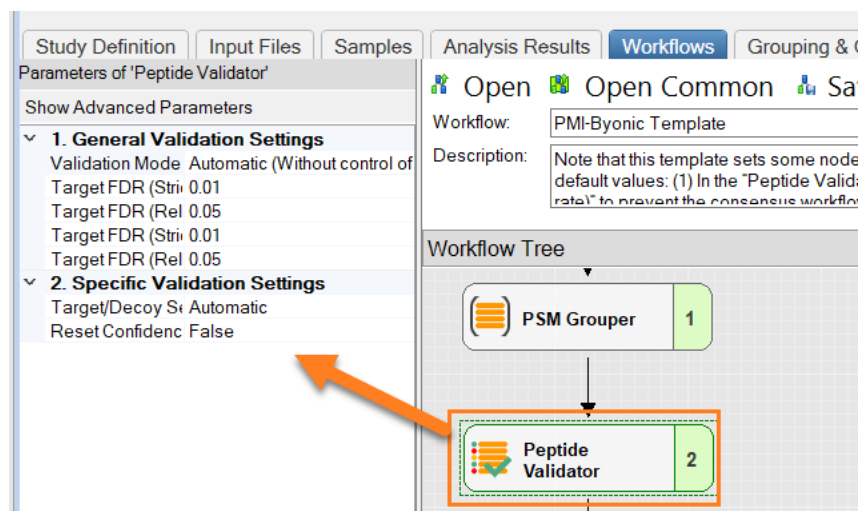 Study Definition Input Files Samples Analysis Results Workflows Grouping &
Parameters of 'Peptide Validator'
Show Advanced Parameters
1. General Validation Settings
Validation Mode Automatic (Without control of
Target FDR (Stri 0.01
Target FDR (Rel 0.05
Target FDR (Stri 0.01
Target FDR (Rel 0.05
2. Specific Validation Settings
Target/Decoy Se Automatic
Reset Confidenc False
Open Open Common Sa
Workflow: PMI-Byonic Template
Description: Note that this template sets some node
default values: (1) In the "Peptide Valida
rate)" to prevent the consensus workflo
Workflow Tree
PSM Grouper 1
Peptide
Validator 2